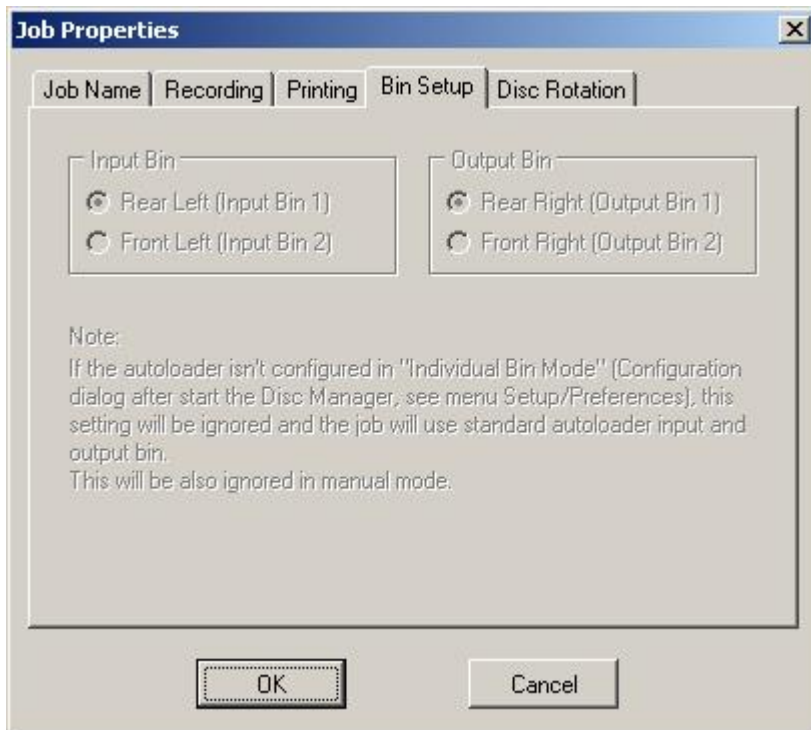 Job Properties
Job Name Recording Printing Bin Setup Disc Rotation
Input Bin
Rear Left (Input Bin 1)
Front Left (Input Bin 2)
Output Bin
Rear Right (Output Bin 1)
Front Right (Output Bin 2)
Note:
If the autoloader isn't configured in "Individual Bin Mode" (Configuration
dialog after start the Disc Manager, see menu Setup/Preferences), this
setting will be ignored and the job will use standard autoloader input and
output bin.
This will be also ignored in manual mode.
OK Cancel